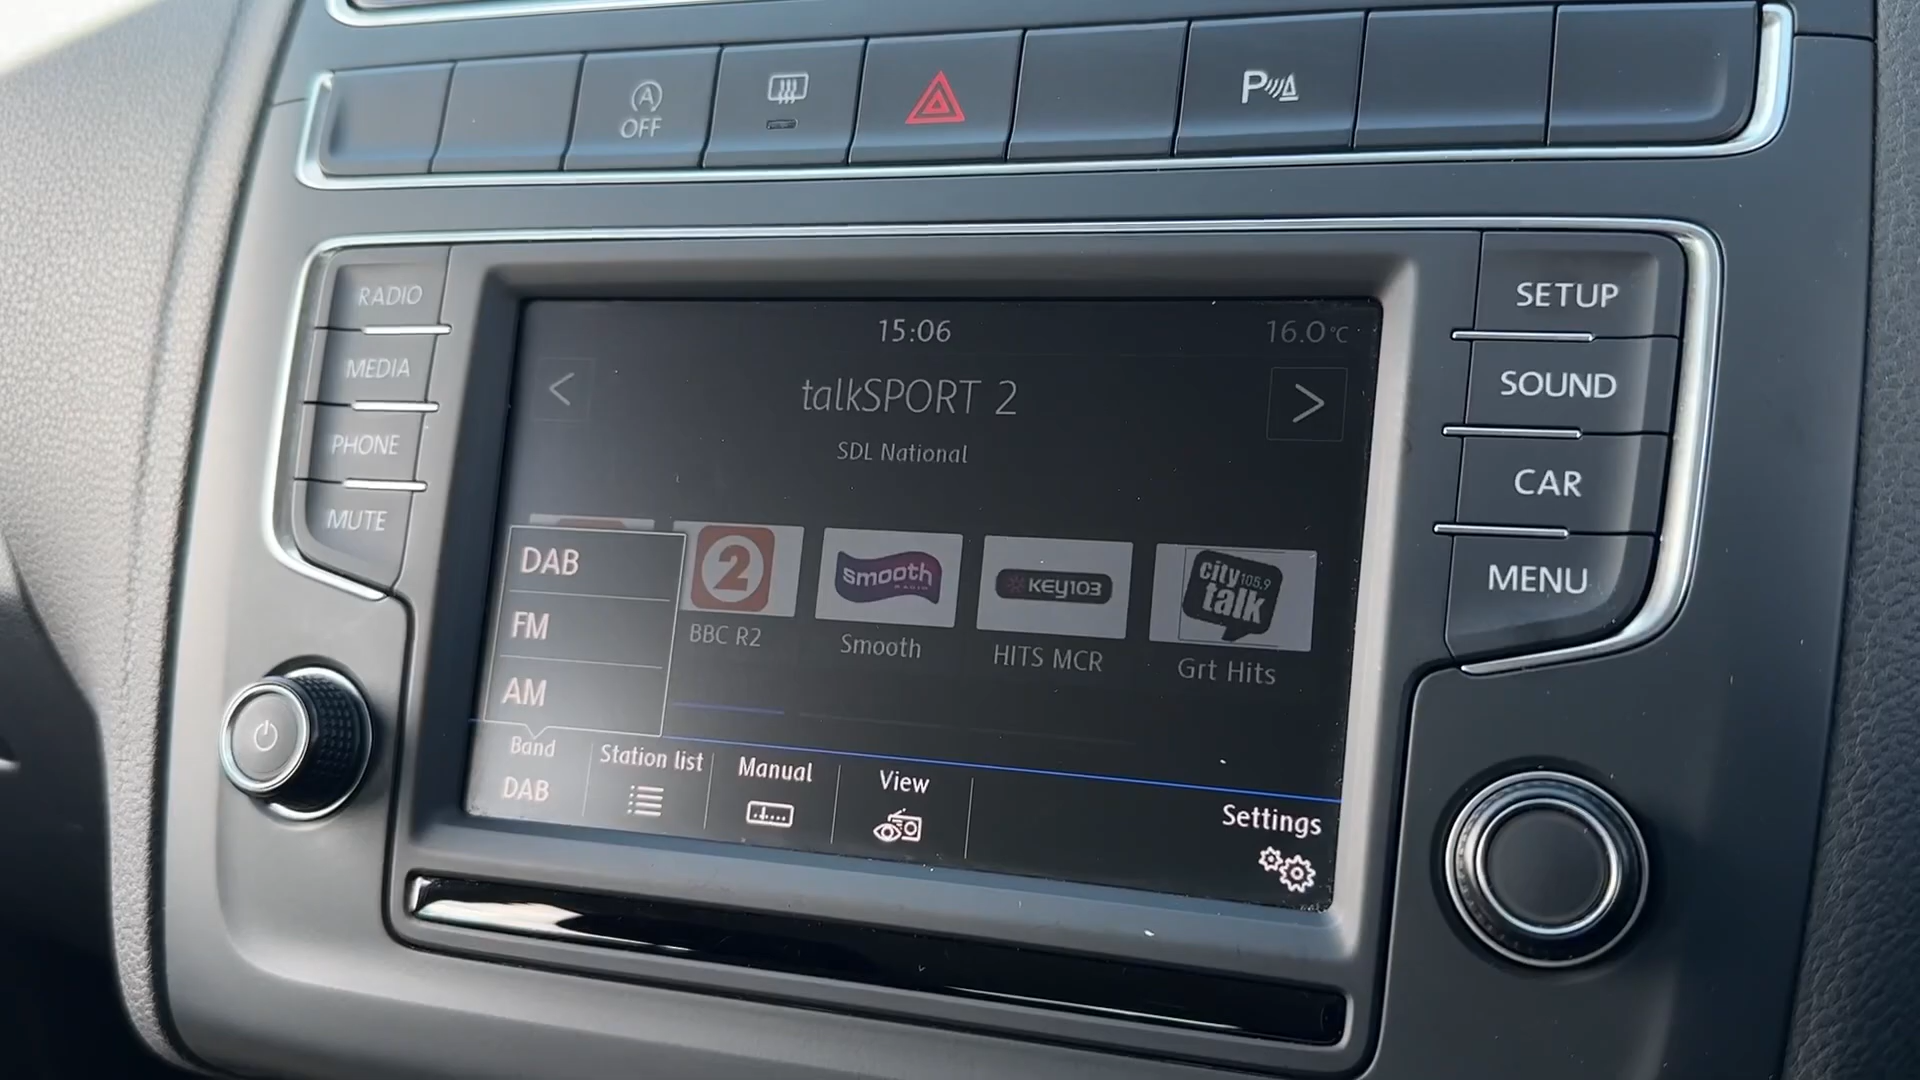 A
OFF
P
RADIO
MEDIA
PHONE
MUTE
15:06
16.0°C
talkSPORT 2
SDL National
DAB
FM
AM
2
BBC R2
smooth
RADIO
Smooth
KEY103
HITS MCR
city 105.9
talk
Grt Hits
Band
DAB
Station list
Manual
View
Settings
SETUP
SOUND
CAR
MENU